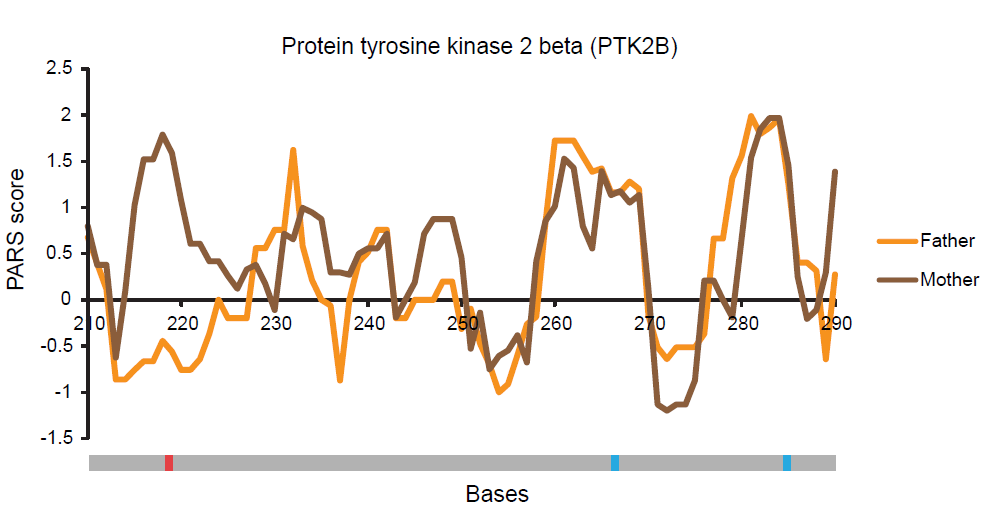 Protein tyrosine kinase 2 beta (PTK2B)
2.5
2
1.5
1
0.5
0
-0.5
-1
-1.5
PARS score
210 220 230 240 250 260 270 280 290
Bases
Father
Mother